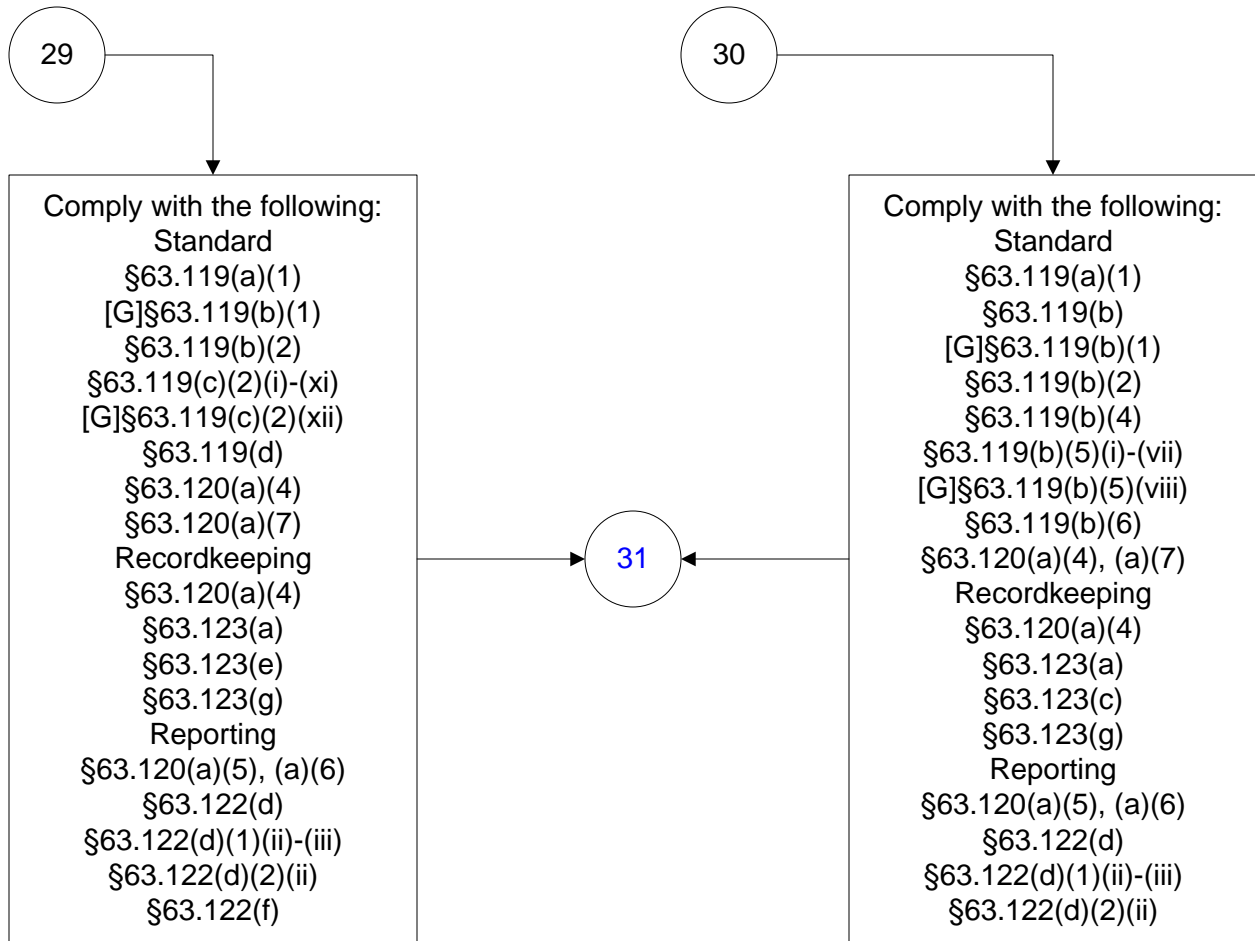 29
30
Comply with the following:
Standard
§63.119(a)(1)
[G]§63.119(b)(1)
§63.119(b)(2)
§63.119(c)(2)(i)-(xi)
[G]§63.119(c)(2)(xii)
§63.119(d)
§63.120(a)(4)
§63.120(a)(7)
Recordkeeping
§63.120(a)(4)
§63.123(a)
§63.123(e)
§63.123(g)
Reporting
§63.120(a)(5), (a)(6)
§63.122(d)
§63.122(d)(1)(ii)-(iii)
§63.122(d)(2)(ii)
§63.122(f)
31
Comply with the following:
Standard
§63.119(a)(1)
§63.119(b)
[G]§63.119(b)(1)
§63.119(b)(2)
§63.119(b)(4)
§63.119(b)(5)(i)-(vii)
[G]§63.119(b)(5)(viii)
§63.119(b)(6)
§63.120(a)(4), (a)(7)
Recordkeeping
§63.120(a)(4)
§63.123(a)
§63.123(c)
§63.123(g)
Reporting
§63.120(a)(5), (a)(6)
§63.122(d)
§63.122(d)(1)(ii)-(iii)
§63.122(d)(2)(ii)